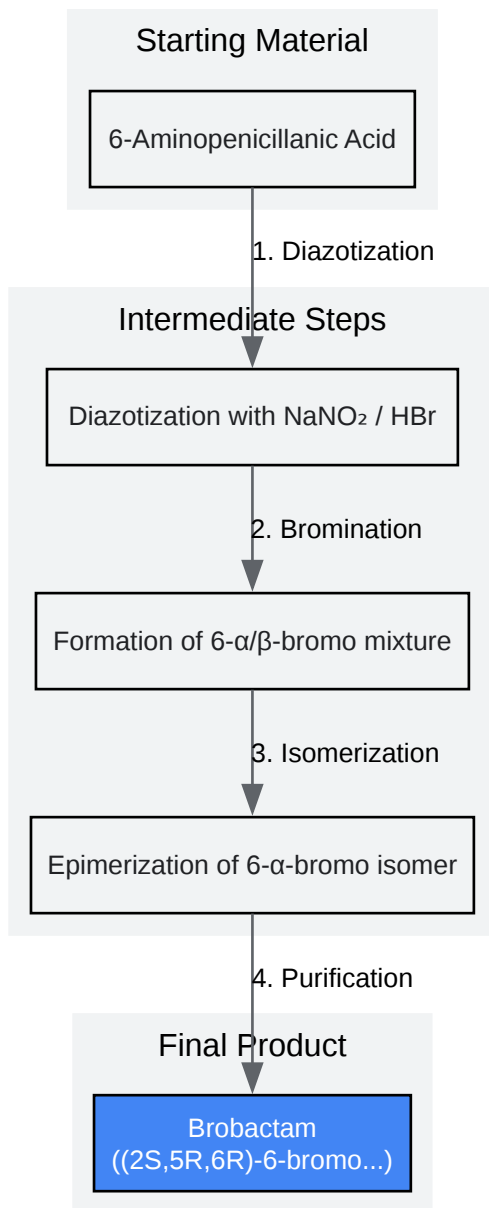 Starting Material
6-Aminopenicillanic Acid
1. Diazotization
Intermediate Steps
Diazotization with NaNO₂ / HBr
2. Bromination
Formation of 6-α/β-bromo mixture
3. Isomerization
Epimerization of 6-α-bromo isomer
4. Purification
Final Product
Brobactam
((2S,5R,6R)-6-bromo...)